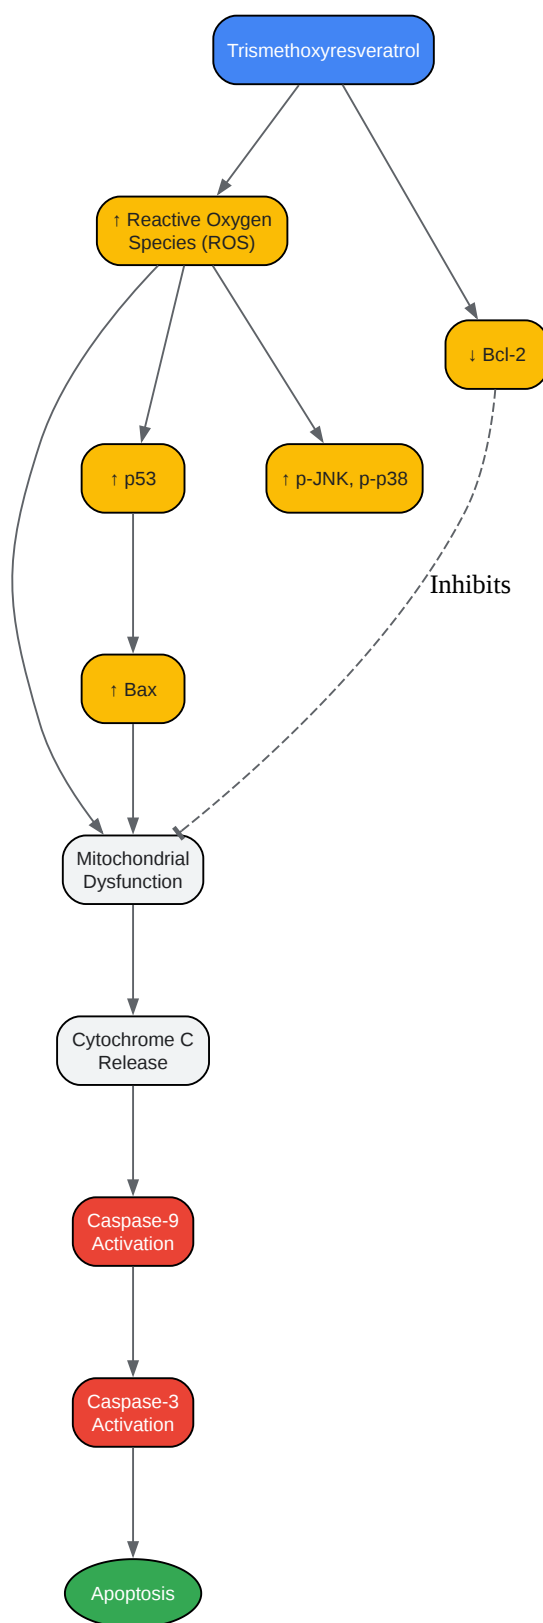 Trismethoxyresveratrol
↑ Reactive Oxygen
Species (ROS)
↓ Bcl-2
↑ p53
↑ p-JNK, p-p38
Inhibits
↑ Bax
Mitochondrial
Dysfunction
Cytochrome C
Release
Caspase-9
Activation
Caspase-3
Activation
Apoptosis